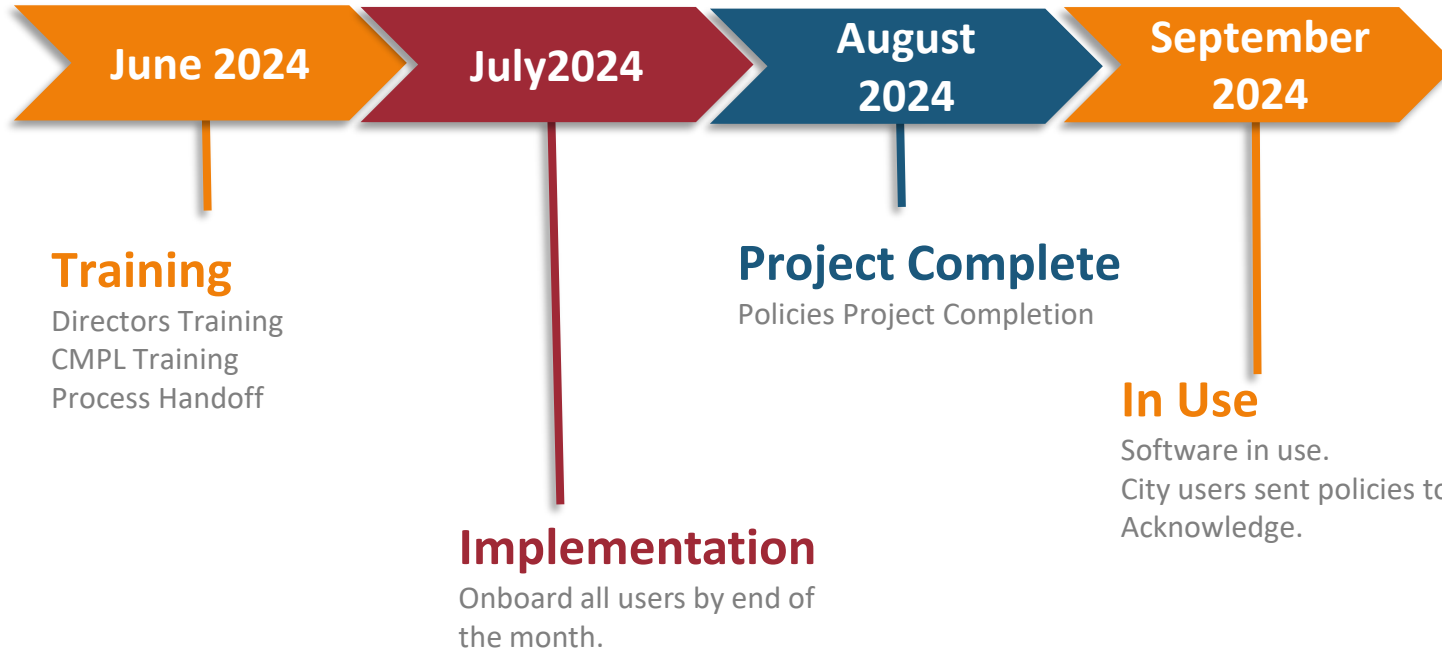 June 2024
July2024
August
2024
September
2024
Training
Directors Training
CMPL Training
Process Handoff
Implementation
Onboard all users by end of
the month.
Project Complete
Policies Project Completion
In Use
Software in use.
City users sent policies to
Acknowledge.